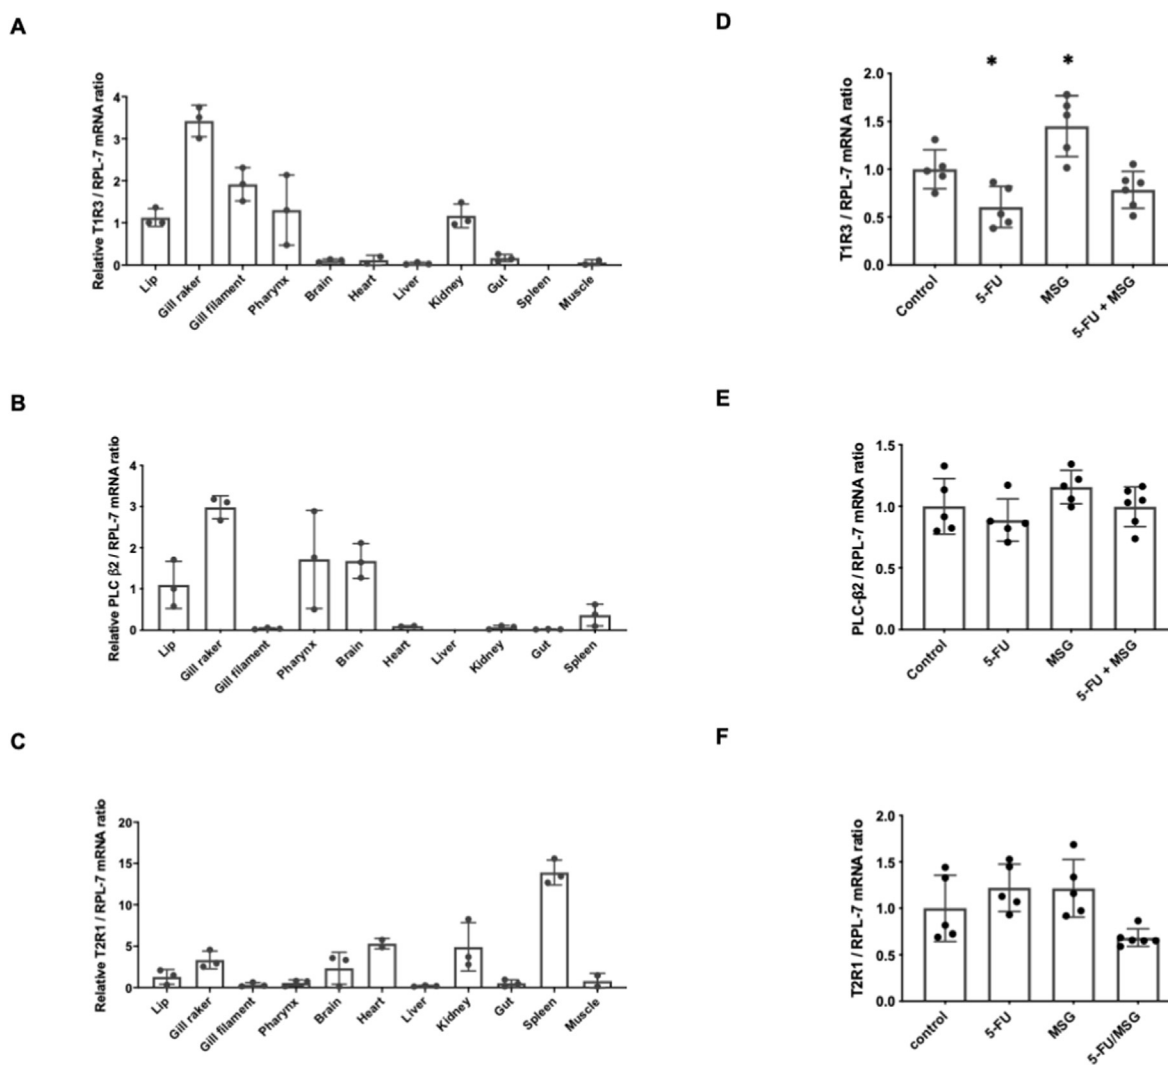 A
Relative T1R3 / RPL-7 mRNA ratio
4
3
2
1
0
Lip
Gill raker
Gill filament
Pharynx
Brain
Heart
Liver
Kidney
Gut
Spleen
Muscle
D
* *
T1R3 / RPL-7 mRNA ratio
2.0
1.5
1.0
0.5
0.0
Control
5-FU
MSG
5-FU + MSG
B
Relative PLC β2 / RPL-7 mRNA ratio
4
3
2
1
0
Lip
Gill raker
Gill filament
Pharynx
Brain
Heart
Liver
Kidney
Gut
Spleen
E
PLC-β2 / RPL-7 mRNA ratio
1.5
1.0
0.5
0.0
Control
5-FU
MSG
5-FU + MSG
C
Relative T2R1 / RPL-7 mRNA ratio
20
15
10
5
0
Lip
Gill raker
Gill filament
Pharynx
Brain
Heart
Liver
Kidney
Gut
Spleen
Muscle
F
T2R1 / RPL-7 mRNA ratio
2.0
1.5
1.0
0.5
0.0
control
5-FU
MSG
5-FU/MSG